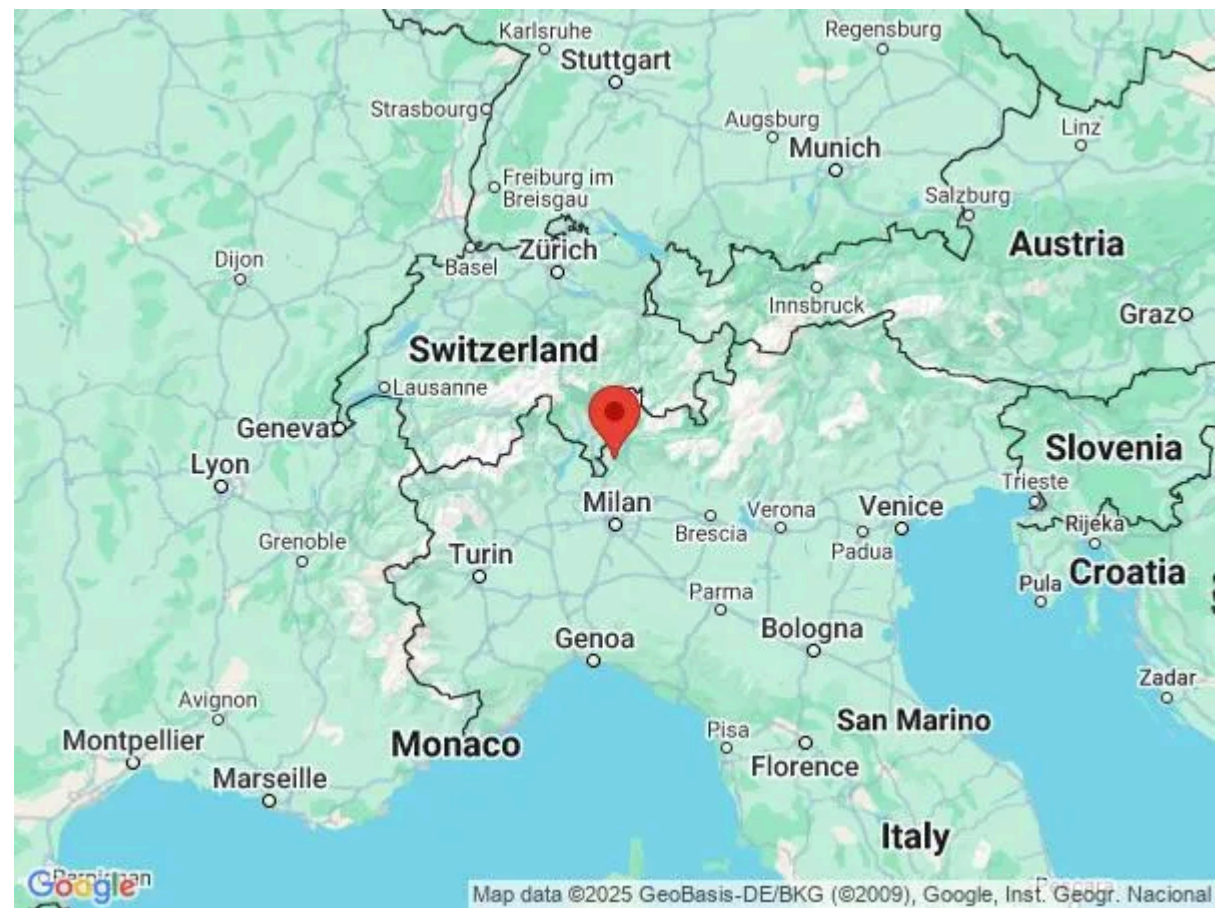 Karlsruhe
Regensburg
Stuttgart
Strasbourg
Augsburg
Linz
Munich
Freiburg im
Breisgau
Salzburg
Zürich
Austria
Dijon
Basel
Innsbruck
Graz
Switzerland
Lausanne
Geneva
Slovenia
Lyon
Trieste
Milan
Verona
Venice
Brescia
Rijeka
Grenoble
Padua
Turin
Pula
Croatia
Parma
Bologna
Genoa
Zadar
Avignon
San Marino
Pisa
Montpellier
Monaco
Florence
Marseille
Italy
Google
Map data ©2025 GeoBasis-DE/BKG (©2009), Google, Inst. Geogr. Nacional